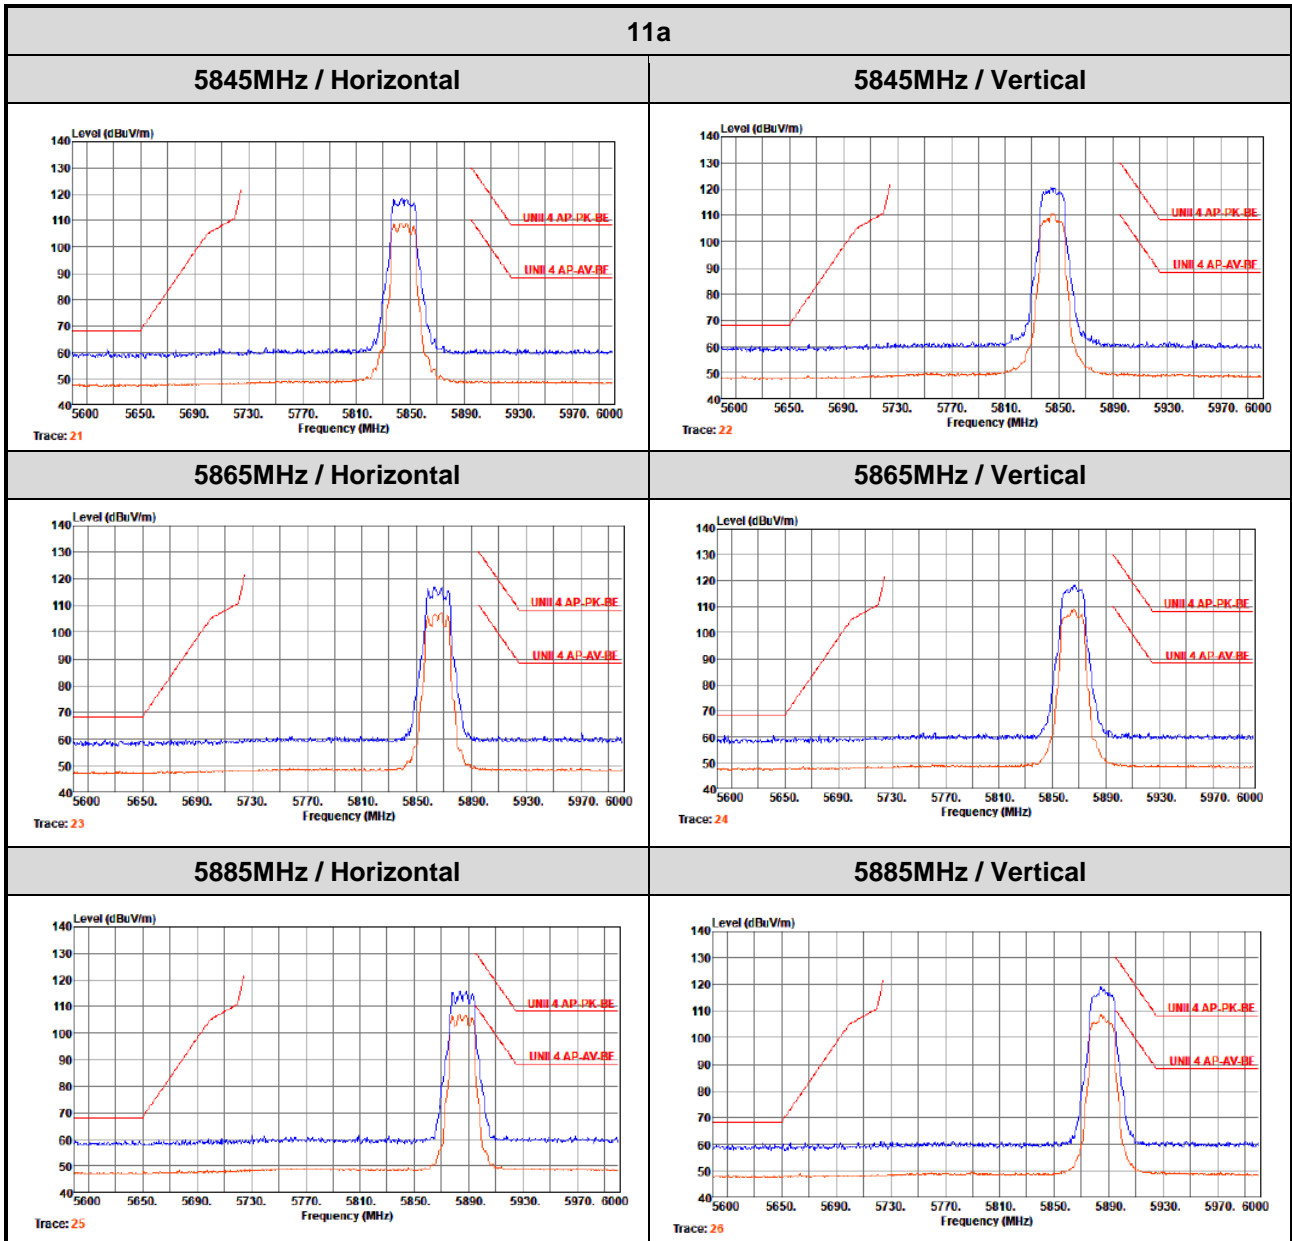 11a
5845MHz / Horizontal
5845MHz / Vertical
Level (dBuV/m)
140
130
120
110
100
90
80
70
60
50
40
UNII 4 AP-PK-BE
UNII 4 AP-AV-BE
5600 5650. 5690. 5730. 5770. 5810. 5850. 5890. 5930. 5970. 6000
Frequency (MHz)
Trace: 21
Level (dBuV/m)
140
130
120
110
100
90
80
70
60
50
40
UNII 4 AP-PK-BE
UNII 4 AP-AV-BE
5600 5650. 5690. 5730. 5770. 5810. 5850. 5890. 5930. 5970. 6000
Frequency (MHz)
Trace: 22
5865MHz / Horizontal
5865MHz / Vertical
Level (dBuV/m)
140
130
120
110
100
90
80
70
60
50
40
UNII 4 AP-PK-BE
UNII 4 AP-AV-BE
5600 5650. 5690. 5730. 5770. 5810. 5850. 5890. 5930. 5970. 6000
Frequency (MHz)
Trace: 23
Level (dBuV/m)
140
130
120
110
100
90
80
70
60
50
40
UNII 4 AP-PK-BE
UNII 4 AP-AV-BE
5600 5650. 5690. 5730. 5770. 5810. 5850. 5890. 5930. 5970. 6000
Frequency (MHz)
Trace: 24
5885MHz / Horizontal
5885MHz / Vertical
Level (dBuV/m)
140
130
120
110
100
90
80
70
60
50
40
UNII 4 AP-PK-BE
UNII 4 AP-AV-BE
5600 5650. 5690. 5730. 5770. 5810. 5850. 5890. 5930. 5970. 6000
Frequency (MHz)
Trace: 25
Level (dBuV/m)
140
130
120
110
100
90
80
70
60
50
40
UNII 4 AP-PK-BE
UNII 4 AP-AV-BE
5600 5650. 5690. 5730. 5770. 5810. 5850. 5890. 5930. 5970. 6000
Frequency (MHz)
Trace: 26